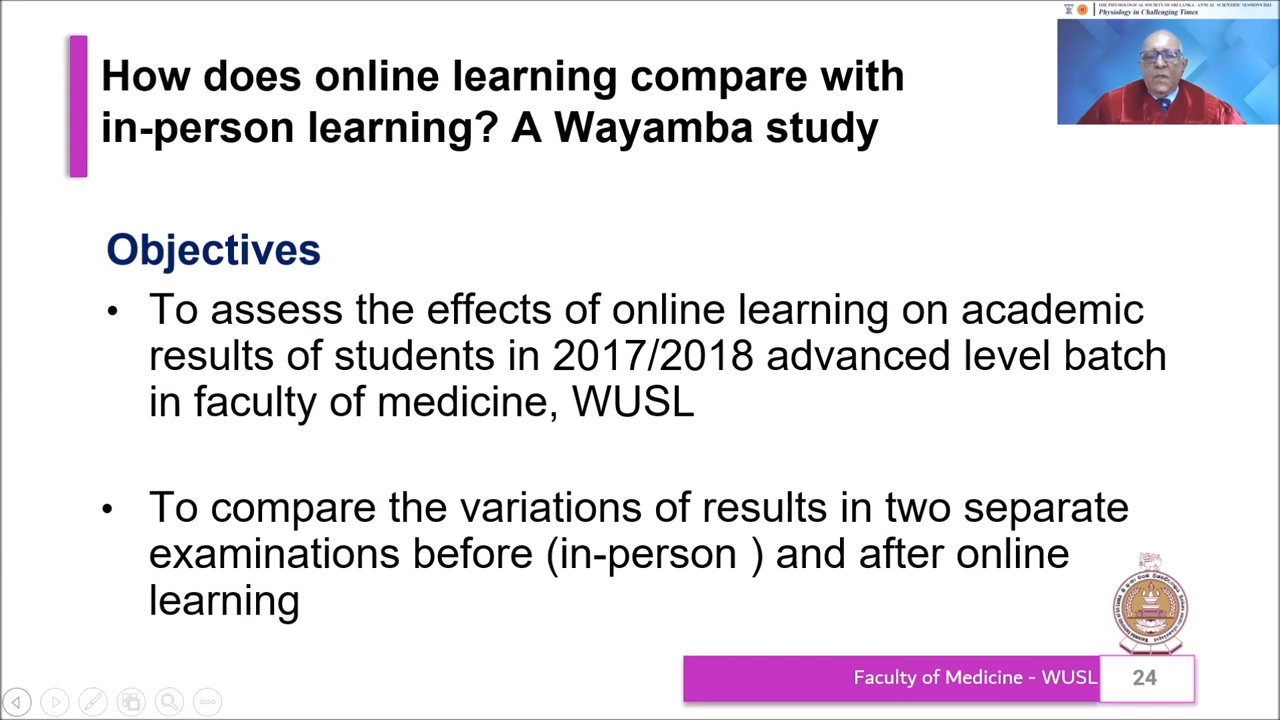 THE PHYSIOLOGICAL SOCIETY OF SRI LANKA - ANNUAL SCIENTIFIC SESSIONS 2021
Physiology in Challenging Times
How does online learning compare with
in-person learning? A Wayamba study
Objectives
• To assess the effects of online learning on academic
results of students in 2017/2018 advanced level batch
in faculty of medicine, WUSL
• To compare the variations of results in two separate
examinations before (in-person ) and after online
learning
Faculty of Medicine - WUSL
24